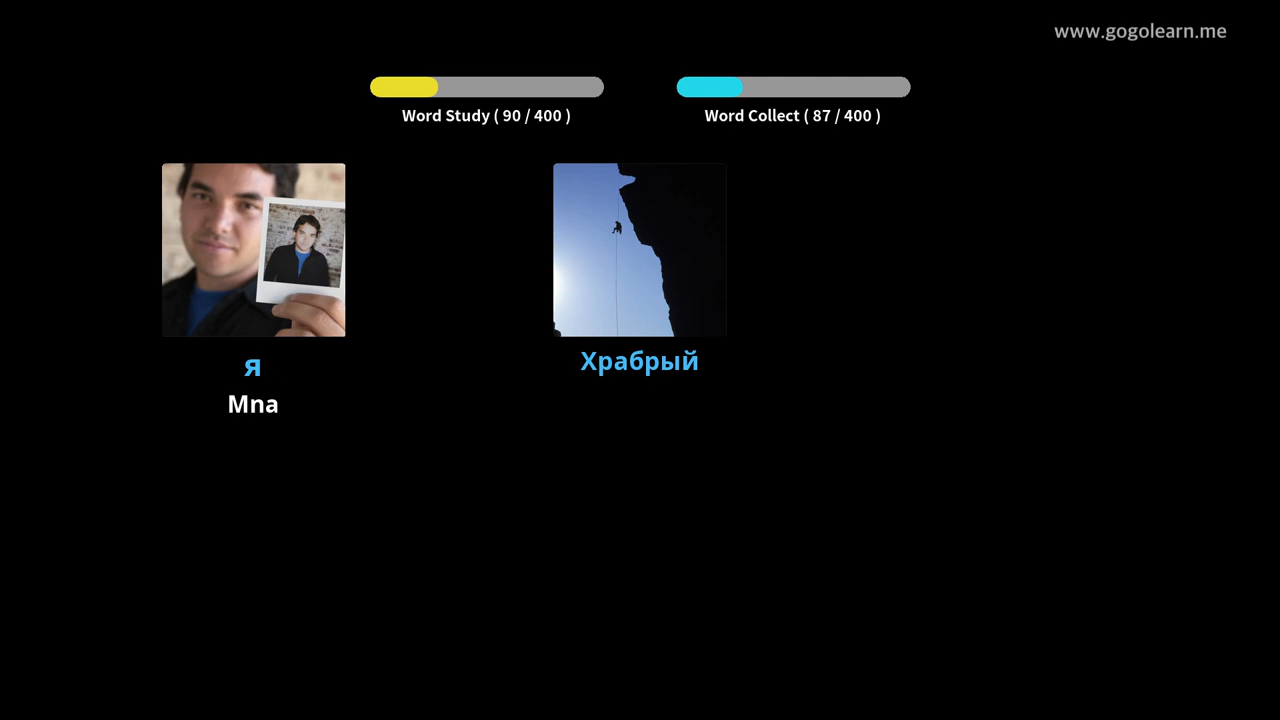 www.gogolearn.me
Word Study ( 90 / 400 )
Word Collect ( 87 / 400 )
Я
Mna
Храбрый